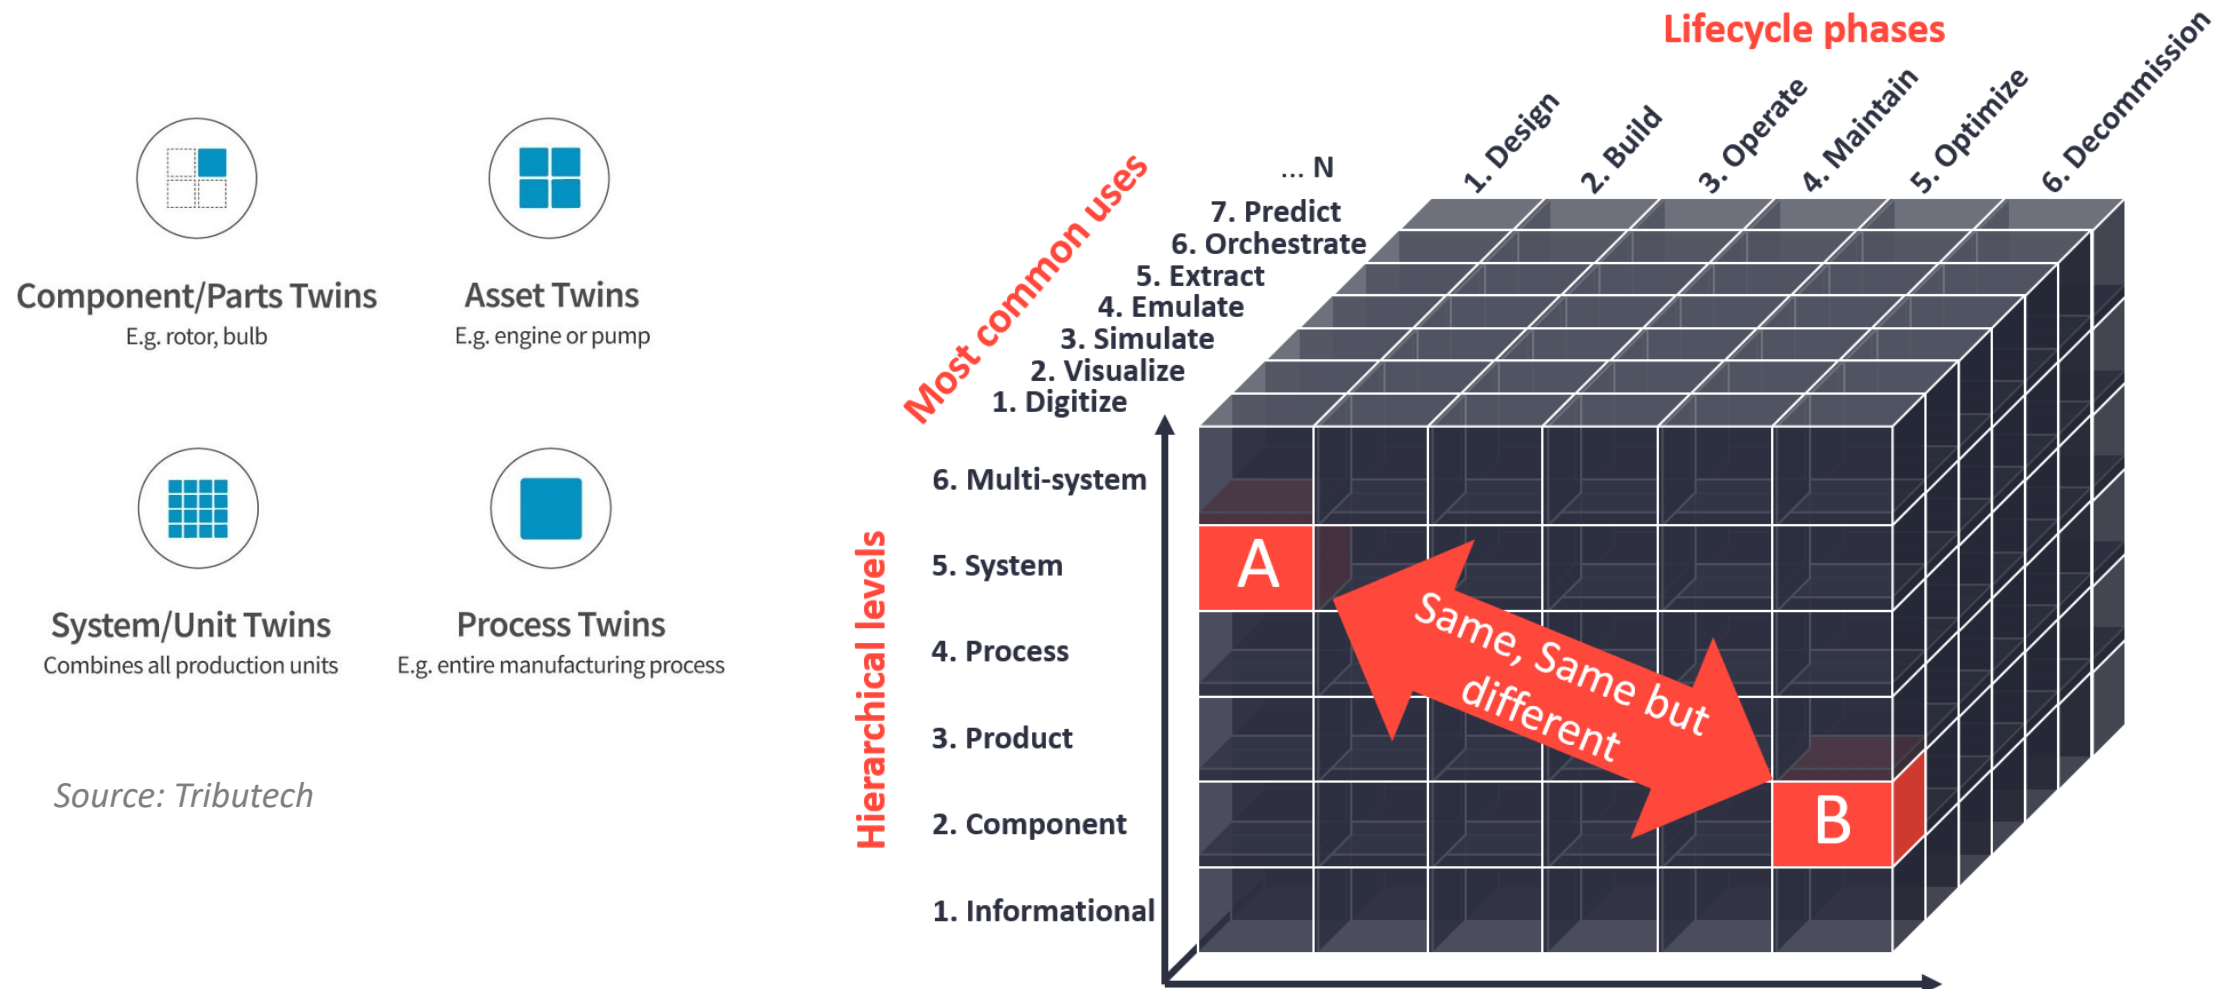 Component/Parts Twins
E.g. rotor, bulb
Asset Twins
E.g. engine or pump
System/Unit Twins
Combines all production units
Process Twins
E.g. entire manufacturing process
Source: Tributech
Lifecycle phases
1. Design
2. Build
3. Operate
4. Maintain
5. Optimize
6. Decommission
Most common uses
... N
7. Predict
6. Orchestrate
5. Extract
4. Emulate
3. Simulate
2. Visualize
1. Digitize
Hierarchical levels
6. Multi-system
5. System
4. Process
3. Product
2. Component
1. Informational
A
Same, Same but
different
B